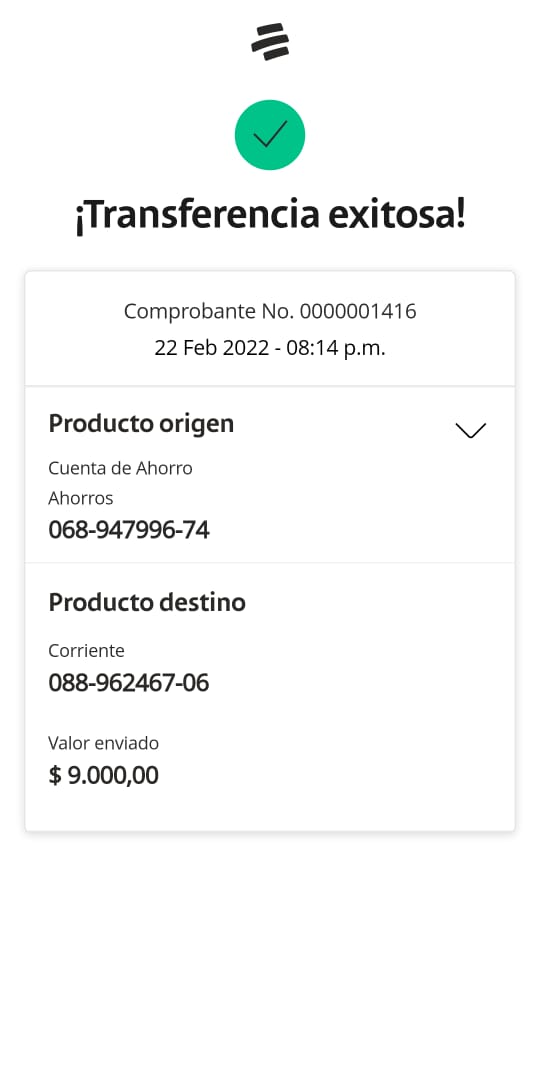 ¡Transferencia exitosa!
Comprobante No. 0000001416
22 Feb 2022 - 08:14 p.m.
Producto origen
Cuenta de Ahorro
Ahorros
068-947996-74
Producto destino
Corriente
088-962467-06
Valor enviado
$ 9.000,00